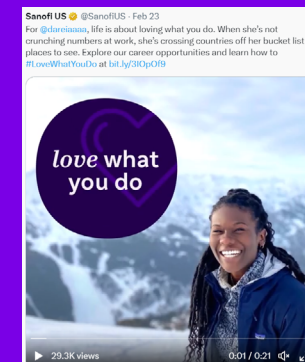 Sanofi US @SanofiUS · Feb 23
For @dareiaaaa, life is about loving what you do. When she's not
crunching numbers at work, she's crossing countries off her bucket list
places to see. Explore our career opportunities and learn how to
#LoveWhatYouDo at bit.ly/3IOpOf9
love what
you do
29.3K views 0:01 / 0:21